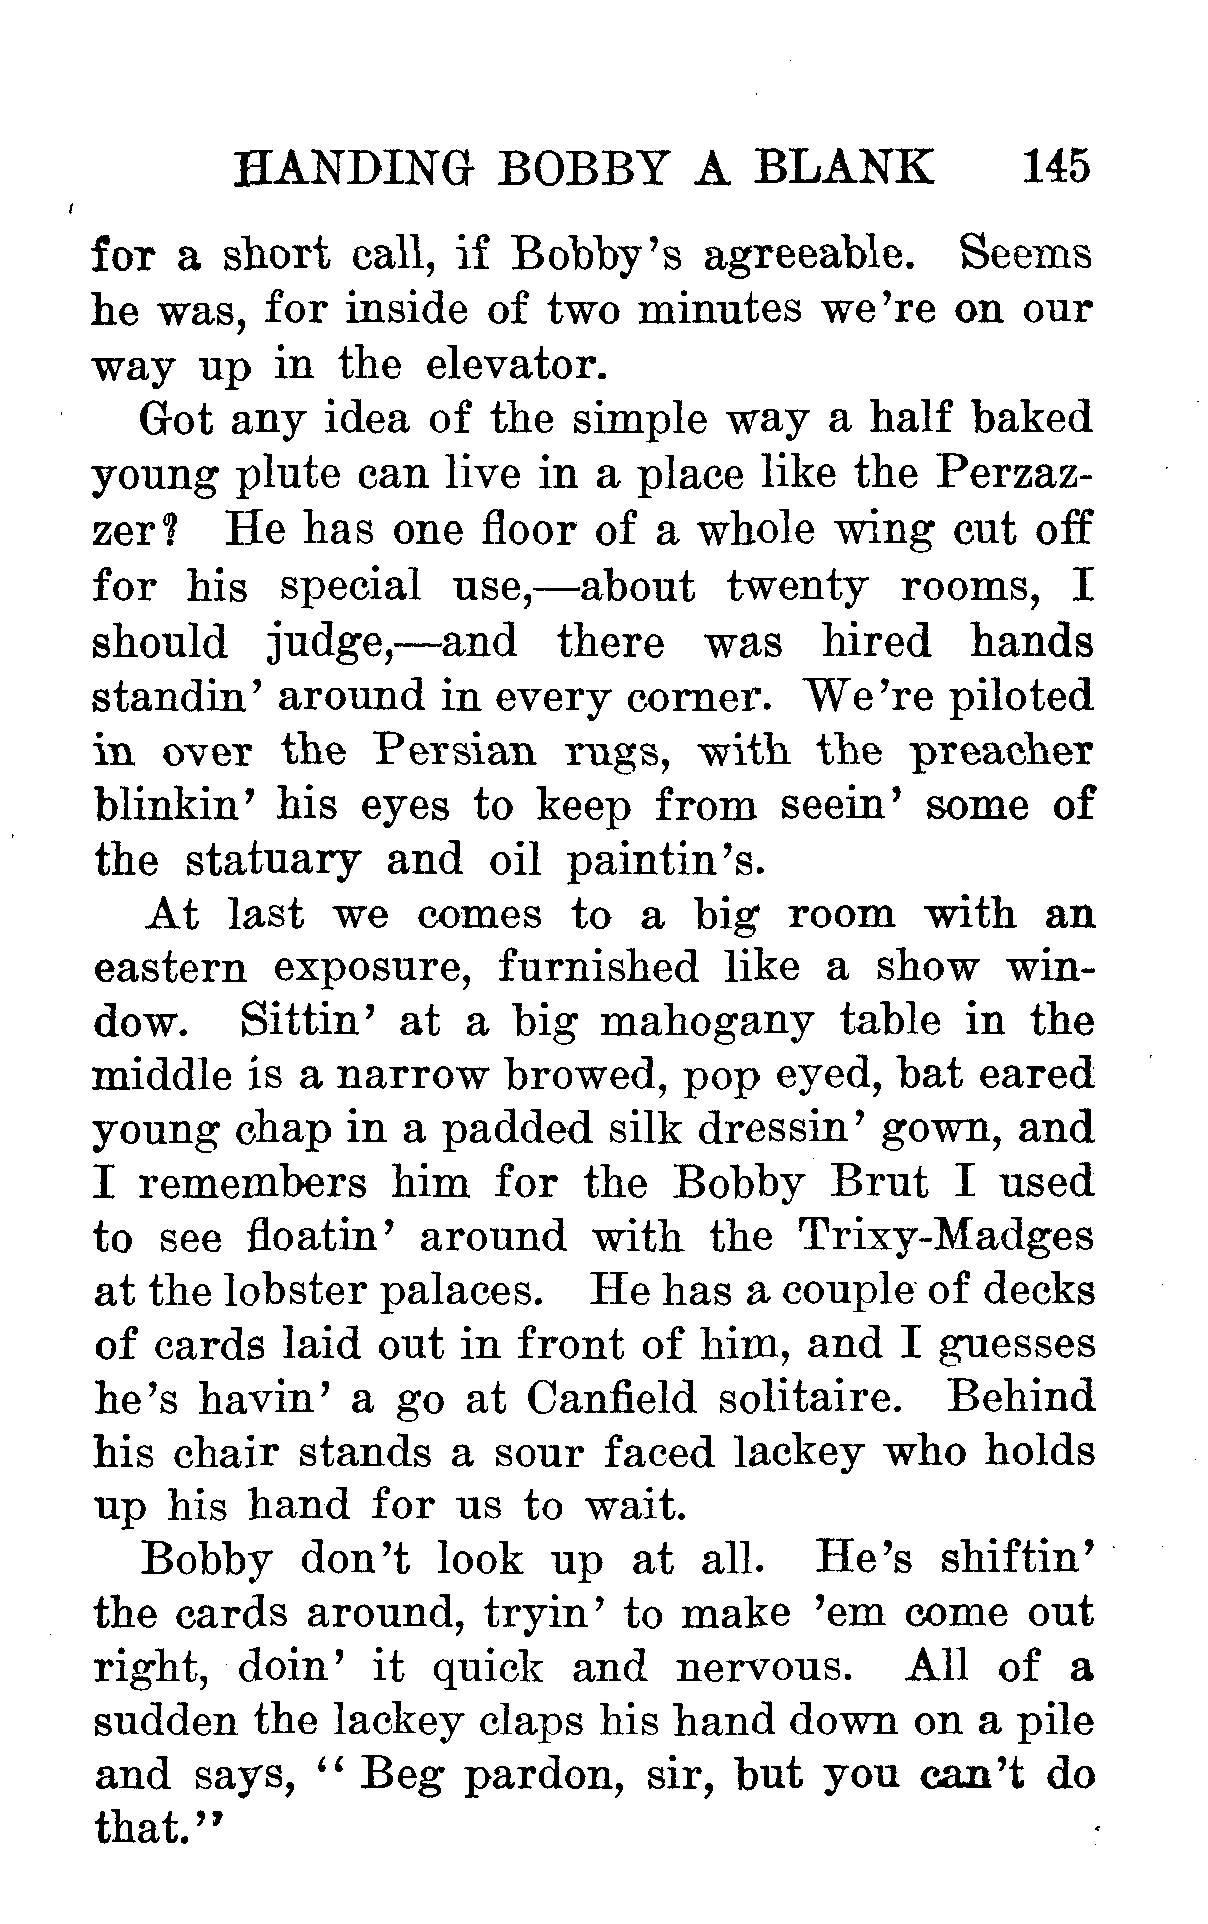 HANDING BOBBY A BLANK 145
for a short call, if Bobby's agreeable. Seems
he was, for inside of two minutes we're on our
way up in the elevator.
Got any idea of the simple way a half baked
young plute can live in a place like the Perzaz-
zer? He has one floor of a whole wing cut off
for his special use,—about twenty rooms, I
should judge,—and there was hired hands
standin' around in every corner. We're piloted
in over the Persian rugs, with the preacher
blinkin' his eyes to keep from seein' some of
the statuary and oil paintin's.
At last we comes to a big room with an
eastern exposure, furnished like a show win-
dow. Sittin' at a big mahogany table in the
middle is a narrow browed, pop eyed, bat eared
young chap in a padded silk dressin' gown, and
I remembers him for the Bobby Brut I used
to see floatin' around with the Trixy-Madges
at the lobster palaces. He has a couple of decks
of cards laid out in front of him, and I guesses
he's havin' a go at Canfield solitaire. Behind
his chair stands a sour faced lackey who holds
up his hand for us to wait.
Bobby don't look up at all. He's shiftin'
the cards around, tryin' to make 'em come out
right, doin' it quick and nervous. All of a
sudden the lackey claps his hand down on a pile
and says, "Beg pardon, sir, but you can't do
that."